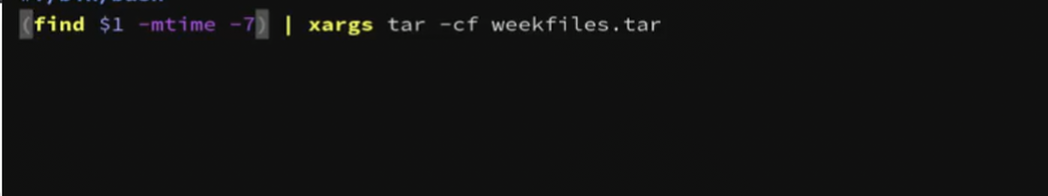 (find $1 -mtime -7) | xargs tar -cf weekfiles.tar